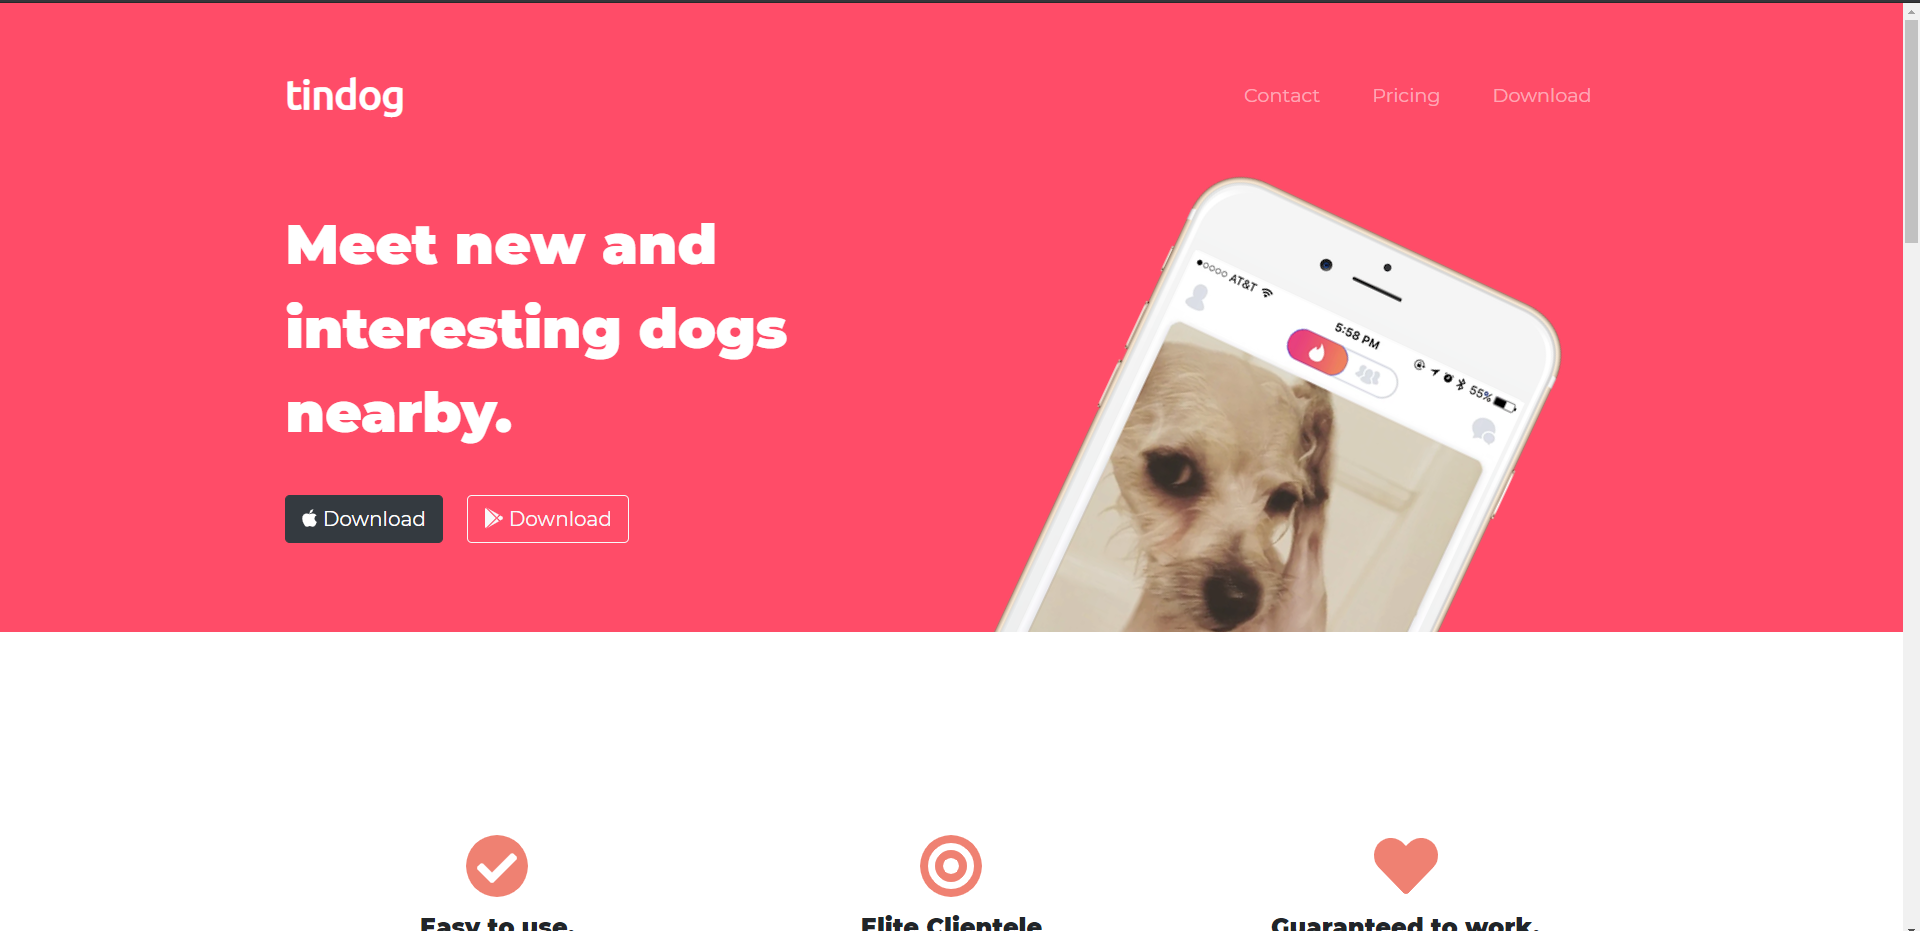 tindog
Contact Pricing Download
Meet new and
interesting dogs
nearby.
Download Download
AT&T
5:58 PM
55%
Easy to use.
Elite Clientele
Guaranteed to work.